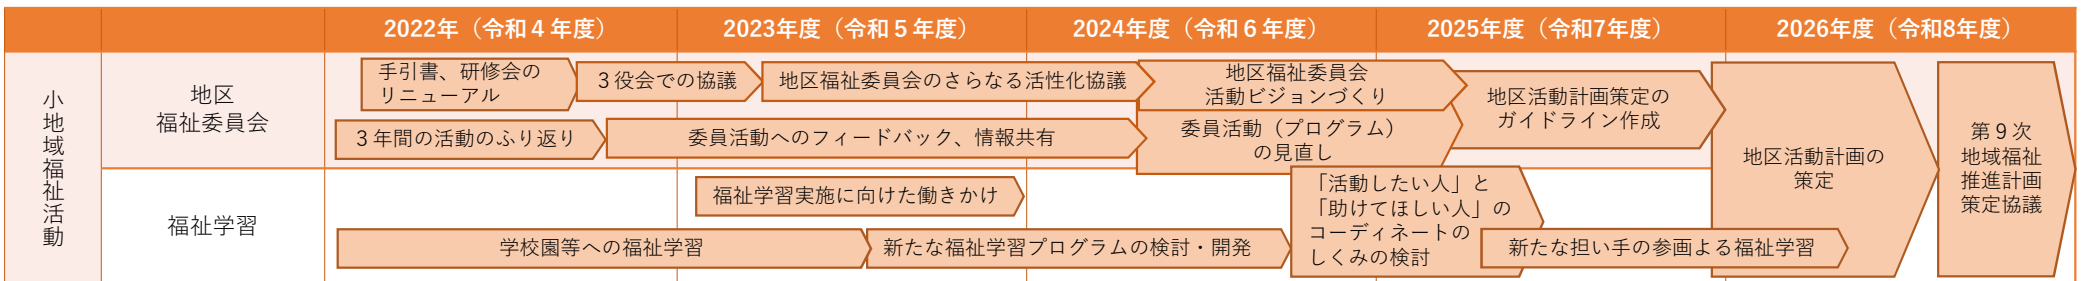 2022年（令和４年度）
2023年度（令和５年度）
2024年度（令和６年度）
2025年度（令和7年度）
2026年度（令和8年度）
小地域福祉活動
地区
福祉委員会
手引書、研修会の
リニューアル
３役会での協議
地区福祉委員会のさらなる活性化協議
地区福祉委員会
活動ビジョンづくり
地区活動計画策定の
ガイドライン作成
３年間の活動のふり返り
委員活動へのフィードバック、情報共有
委員活動（プログラム）
の見直し
地区活動計画の
策定
第９次
地域福祉
推進計画
策定協議
福祉学習
福祉学習実施に向けた働きかけ
「活動したい人」と
「助けてほしい人」の
コーディネートの
しくみの検討
学校園等への福祉学習
新たな福祉学習プログラムの検討・開発
新たな担い手の参画よる福祉学習